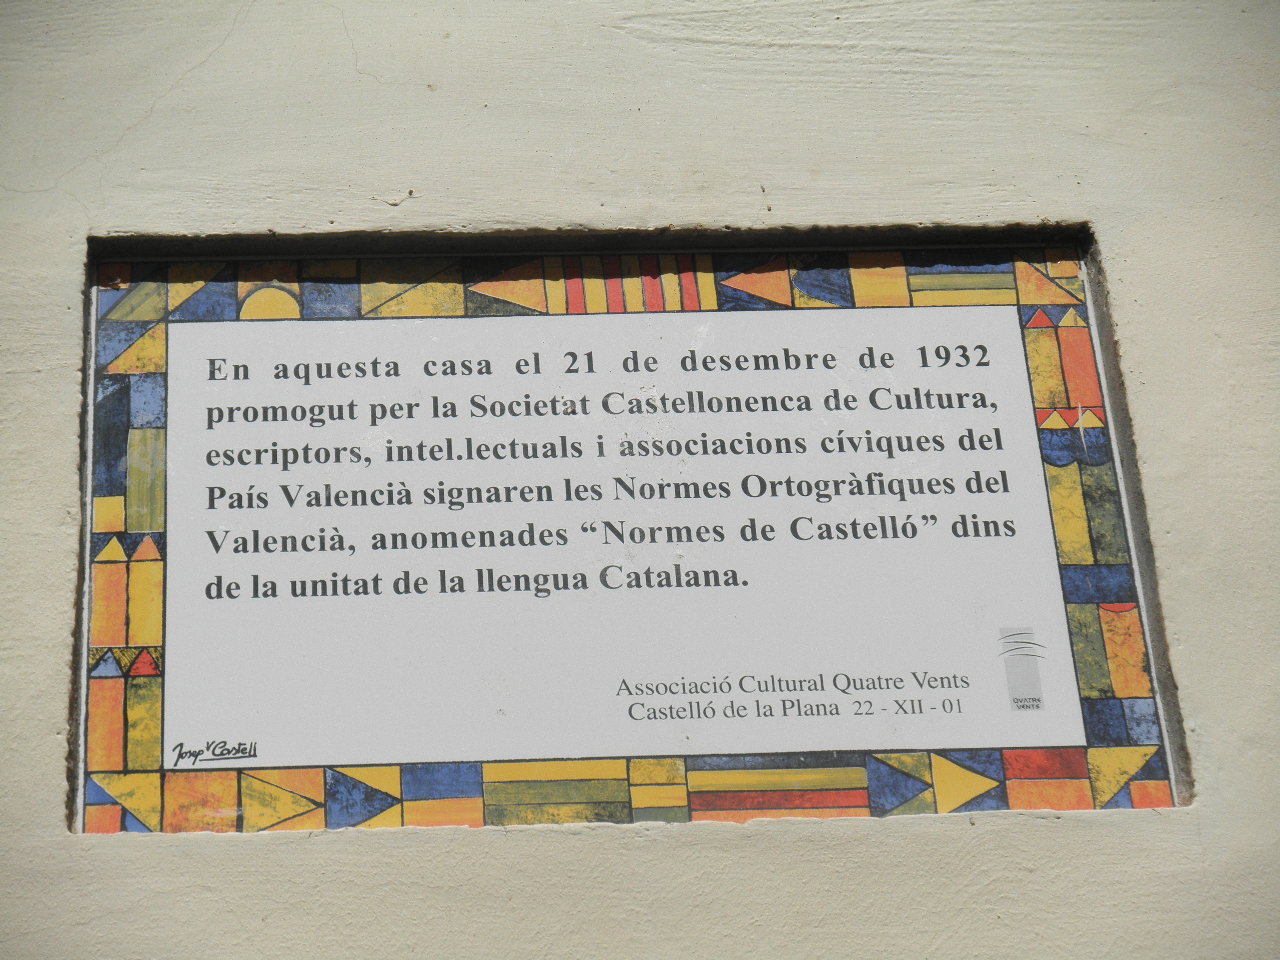 En aquesta casa el 21 de desembre de 1932
promogut per la Societat Castellonenca de Cultura,
escriptors, intel.lectuals i associacions cíviques del
País Valencià signaren les Normes Ortogràfiques del
Valencià, anomenades “Normes de Castelló” dins
de la unitat de la llengua Catalana.
Associació Cultural Quatre Vents
Castelló de la Plana 22 - XII - 01
QVATRE
VENTS
Josep V Castell